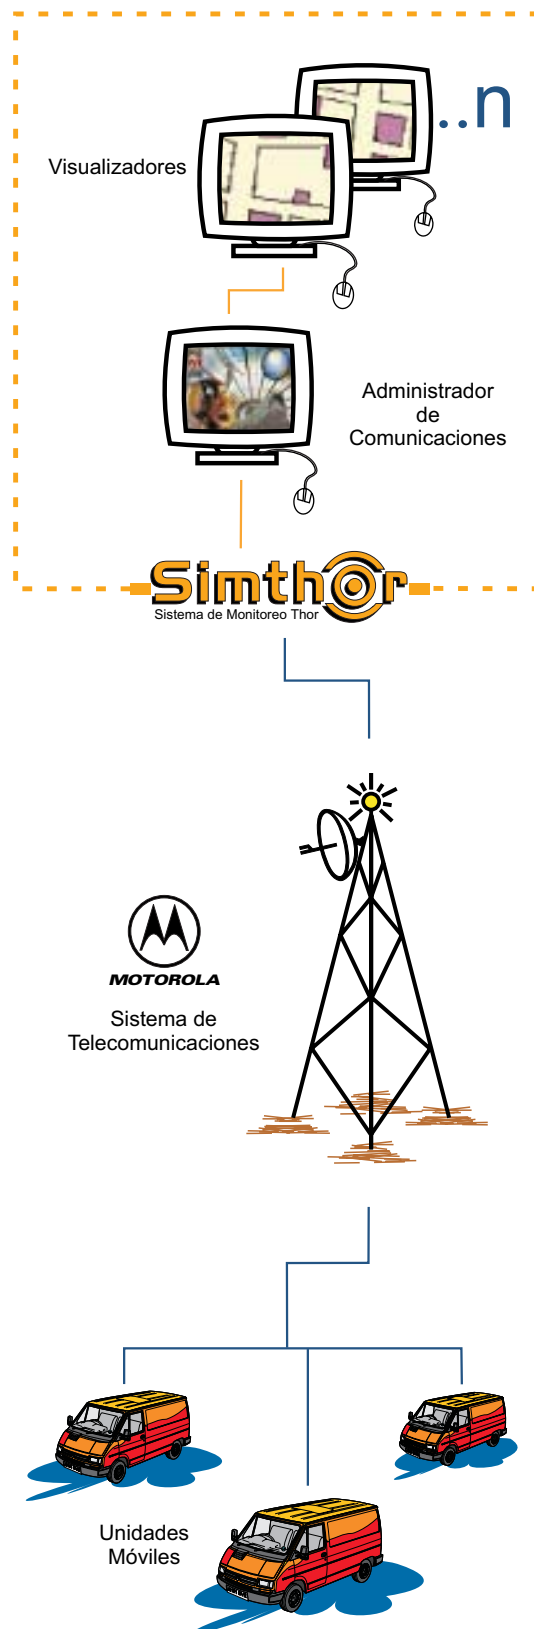 ..n
Visualizadores
Administrador
de
Comunicaciones
Simthor
Sistema de Monitoreo Thor
MOTOROLA
Sistema de
Telecomunicaciones
Unidades
Móviles